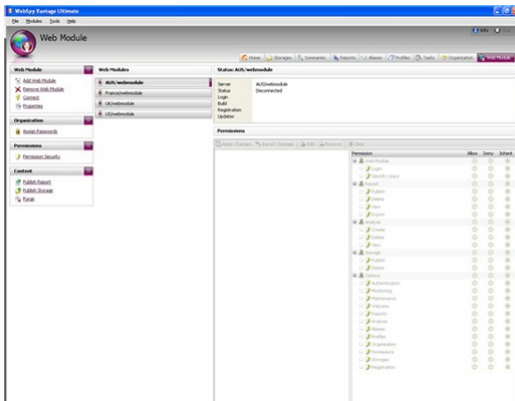 WebSpy Vantage Ultimate
File Modules Tools Help
Info
Web Module
Home Storages Summaries Reports Aliases Profiles Tasks Organization Web Module
Web Module
Add Web Module
Remove Web Module
Connect
Properties
Organization
Assign Passwords
Permissions
Permission Security
Content
Publish Report
Publish Storage
Purge
Web Modules
AUS/webmodule
France/webmodule
UK/webmodule
US/webmodule
Status: AUS/webmodule
Server AUS/webmodule
Status Disconnected
Login
Build
Registration
Updates
Permissions
Apply Changes Revert Changes Add Remove Clear
Permission Allow Deny Inherit
Web Module
Login
Identify Users
Report
Publish
Delete
View
Export
Analysis
Create
Delete
View
Storage
Publish
Delete
Options
Authentication
Monitoring
Maintenance
Welcome
Reports
Analysis
Aliases
Profiles
Organization
Permissions
Storages
Registration